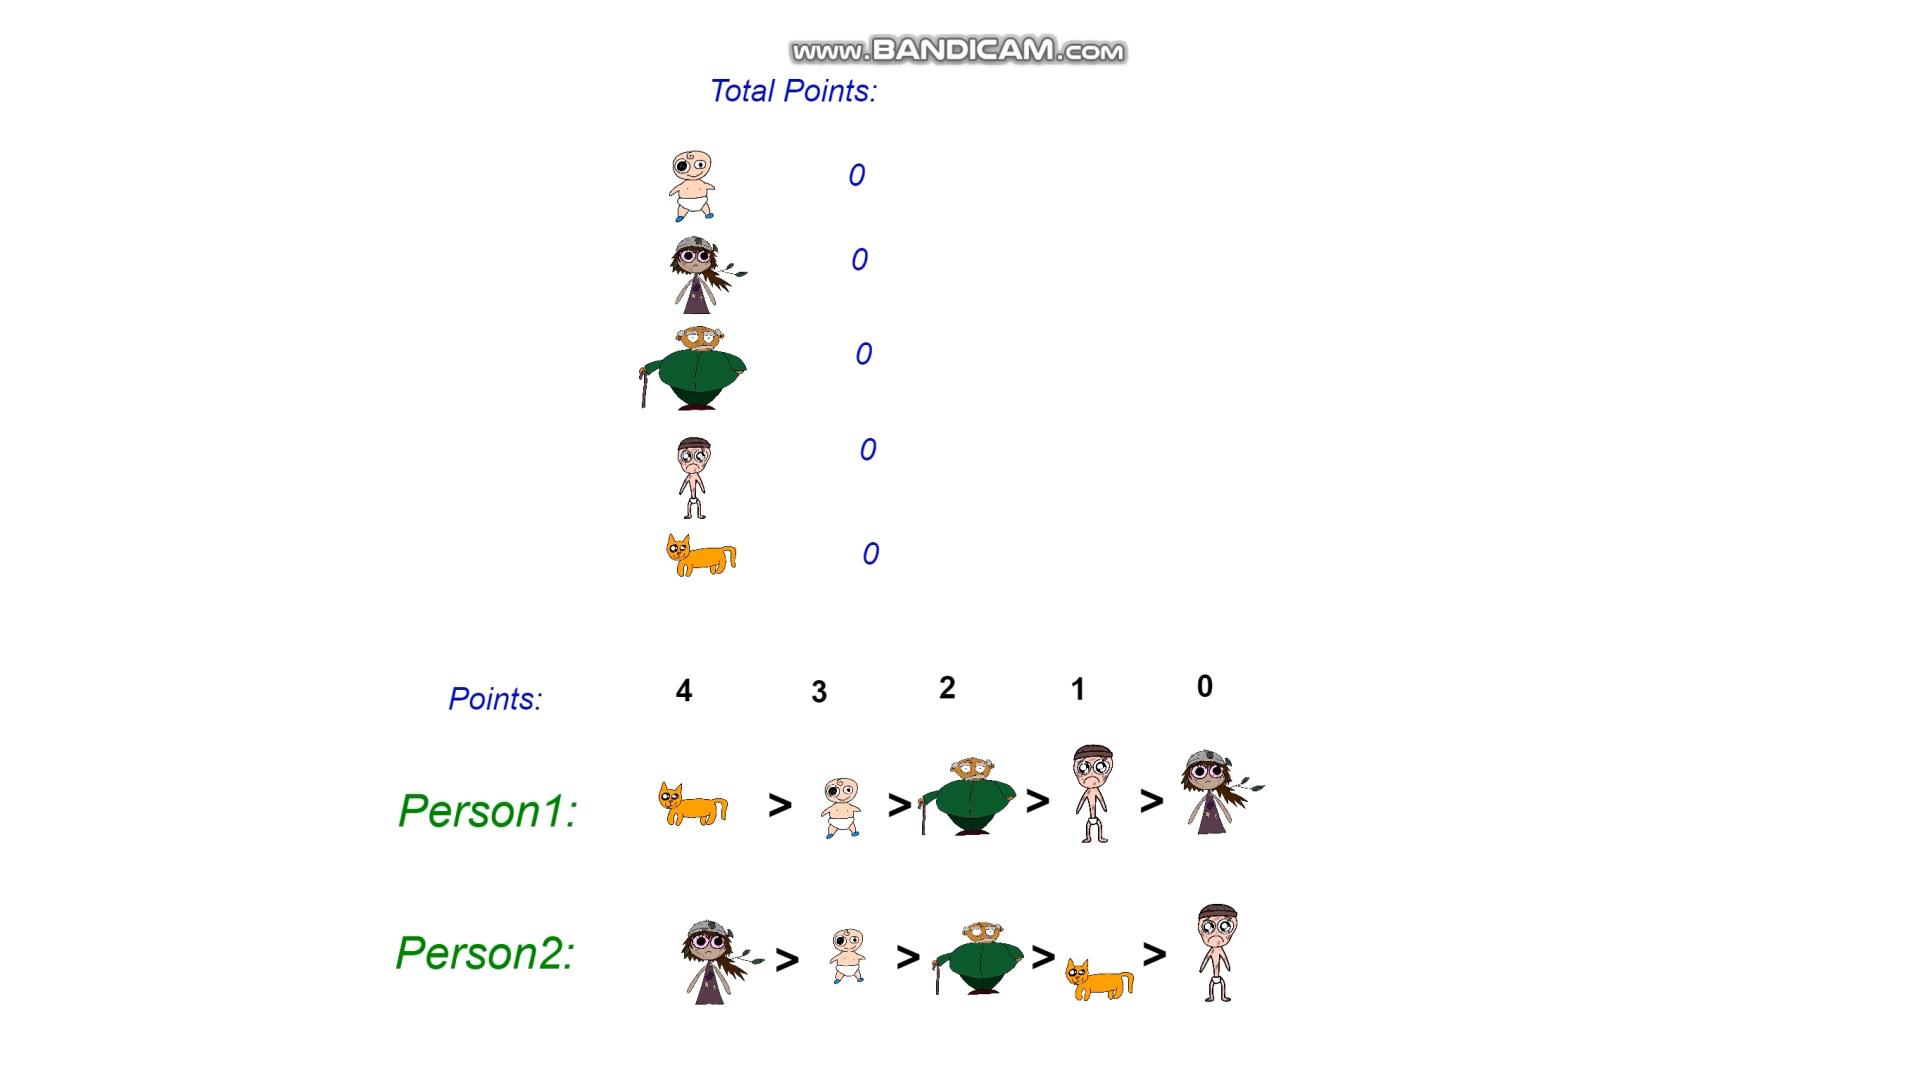 www.BANDICAM.com
Total Points:
0
0
0
0
0
Points: 4 3 2 1 0
Person1: > > > >
Person2: > > > >